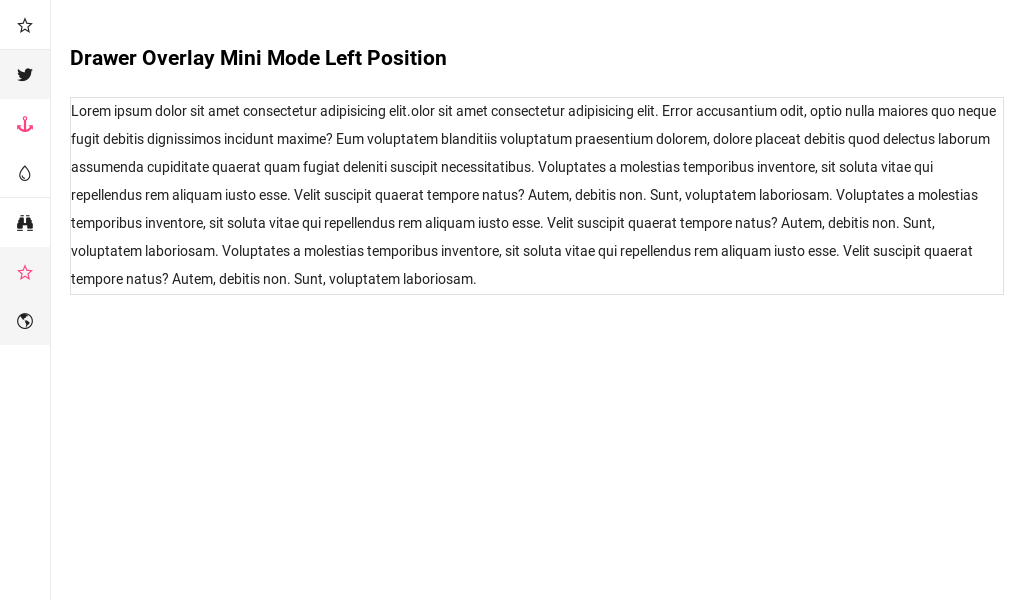 Drawer Overlay Mini Mode Left Position
Lorem ipsum dolor sit amet consectetur adipisicing elit.olor sit amet consectetur adipisicing elit. Error accusantium odit, optio nulla maiores quo neque
fugit debitis dignissimos incidunt maxime? Eum voluptatem blanditiis voluptatum praesentium dolorem, dolore placeat debitis quod delectus laborum
assumenda cupiditate quaerat quam fugiat deleniti suscipit necessitatibus. Voluptates a molestias temporibus inventore, sit soluta vitae qui
repellendus rem aliquam iusto esse. Velit suscipit quaerat tempore natus? Autem, debitis non. Sunt, voluptatem laboriosam. Voluptates a molestias
temporibus inventore, sit soluta vitae qui repellendus rem aliquam iusto esse. Velit suscipit quaerat tempore natus? Autem, debitis non. Sunt,
voluptatem laboriosam. Voluptates a molestias temporibus inventore, sit soluta vitae qui repellendus rem aliquam iusto esse. Velit suscipit quaerat
tempore natus? Autem, debitis non. Sunt, voluptatem laboriosam.